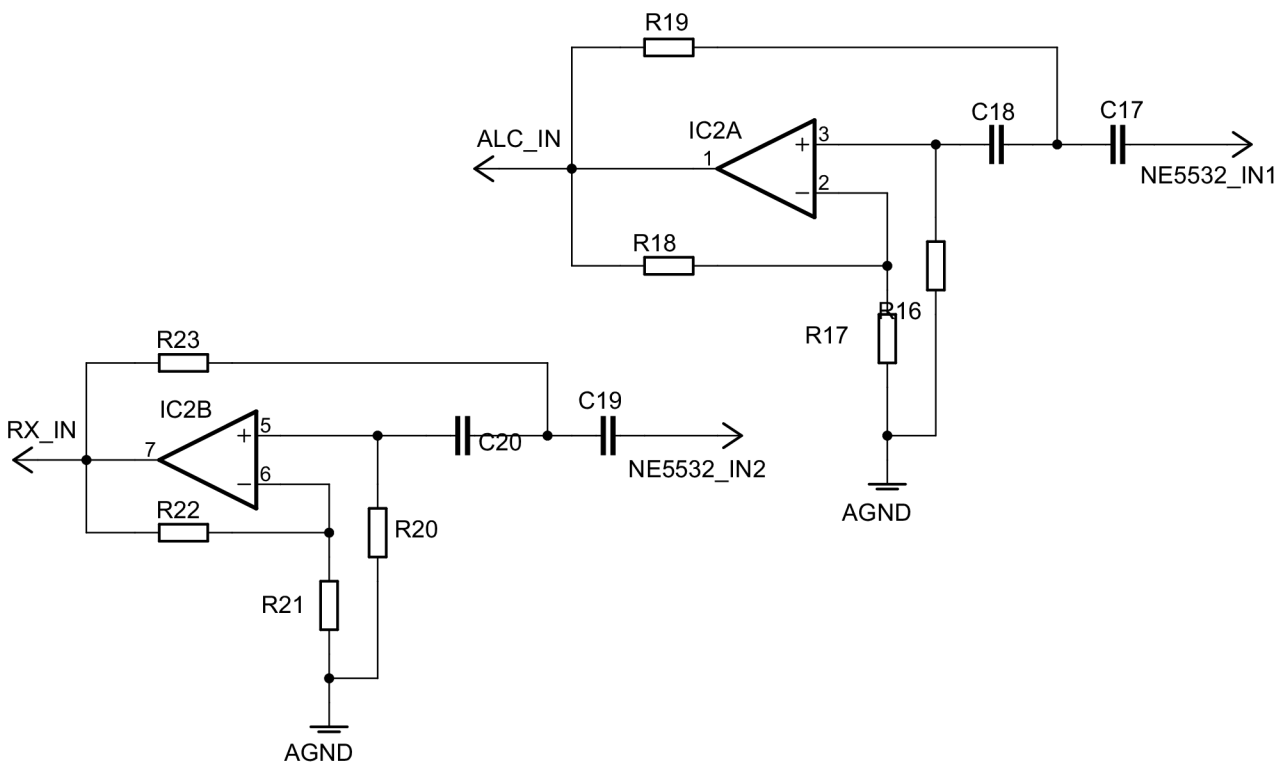 R19
C18
C17
IC2A
ALC_IN
3
+
1
NE5532_IN1
2
−
R18
R16
R17
R23
IC2B
C19
RX_IN
5
+
7
C20
NE5532_IN2
6
−
AGND
R22
R20
R21
AGND